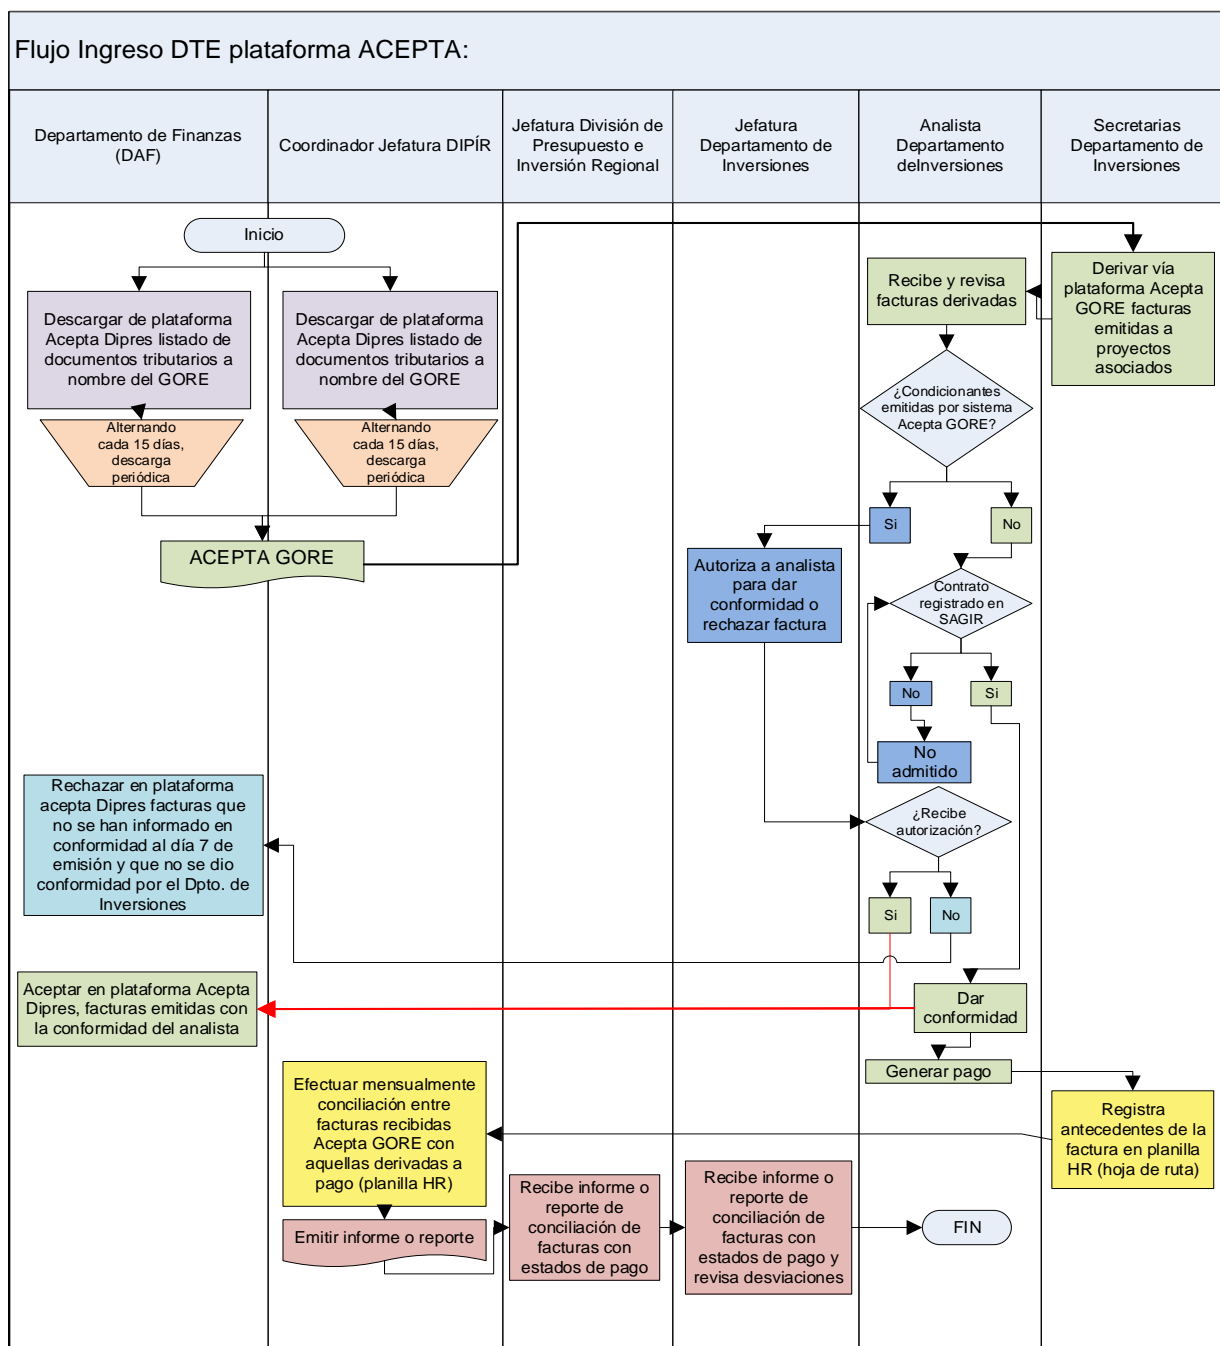 Flujo Ingreso DTE plataforma ACEPTA:
Departamento de Finanzas
(DAF)
Coordinador Jefatura DIPÍR
Jefatura División de
Presupuesto e
Inversión Regional
Jefatura
Departamento de
Inversiones
Analista
Departamento
deInversiones
Secretarias
Departamento de
Inversiones
Inicio
Descargar de plataforma
Acepta Dipres listado de
documentos tributarios a
nombre del GORE
Descargar de plataforma
Acepta Dipres listado de
documentos tributarios a
nombre del GORE
Alternando
cada 15 días,
descarga
periódica
Alternando
cada 15 días,
descarga
periódica
ACEPTA GORE
Derivar vía
plataforma Acepta
GORE facturas
emitidas a
proyectos
asociados
Recibe y revisa
facturas derivadas
¿Condicionantes
emitidas por sistema
Acepta GORE?
Si
No
Autoriza a analista
para dar
conformidad o
rechazar factura
Contrato
registrado en
SAGIR
No
Si
No
admitido
¿Recibe
autorización?
Si
No
Rechazar en plataforma
acepta Dipres facturas que
no se han informado en
conformidad al día 7 de
emisión y que no se dio
conformidad por el Dpto. de
Inversiones
Aceptar en plataforma Acepta
Dipres, facturas emitidas con
la conformidad del analista
Dar
conformidad
Generar pago
Registra
antecedentes de la
factura en planilla
HR (hoja de ruta)
Efectuar mensualmente
conciliación entre
facturas recibidas
Acepta GORE con
aquellas derivadas a
pago (planilla HR)
Emitir informe o reporte
Recibe informe o
reporte de
conciliación de
facturas con
estados de pago
Recibe informe o
reporte de
conciliación de
facturas con
estados de pago y
revisa desviaciones
FIN